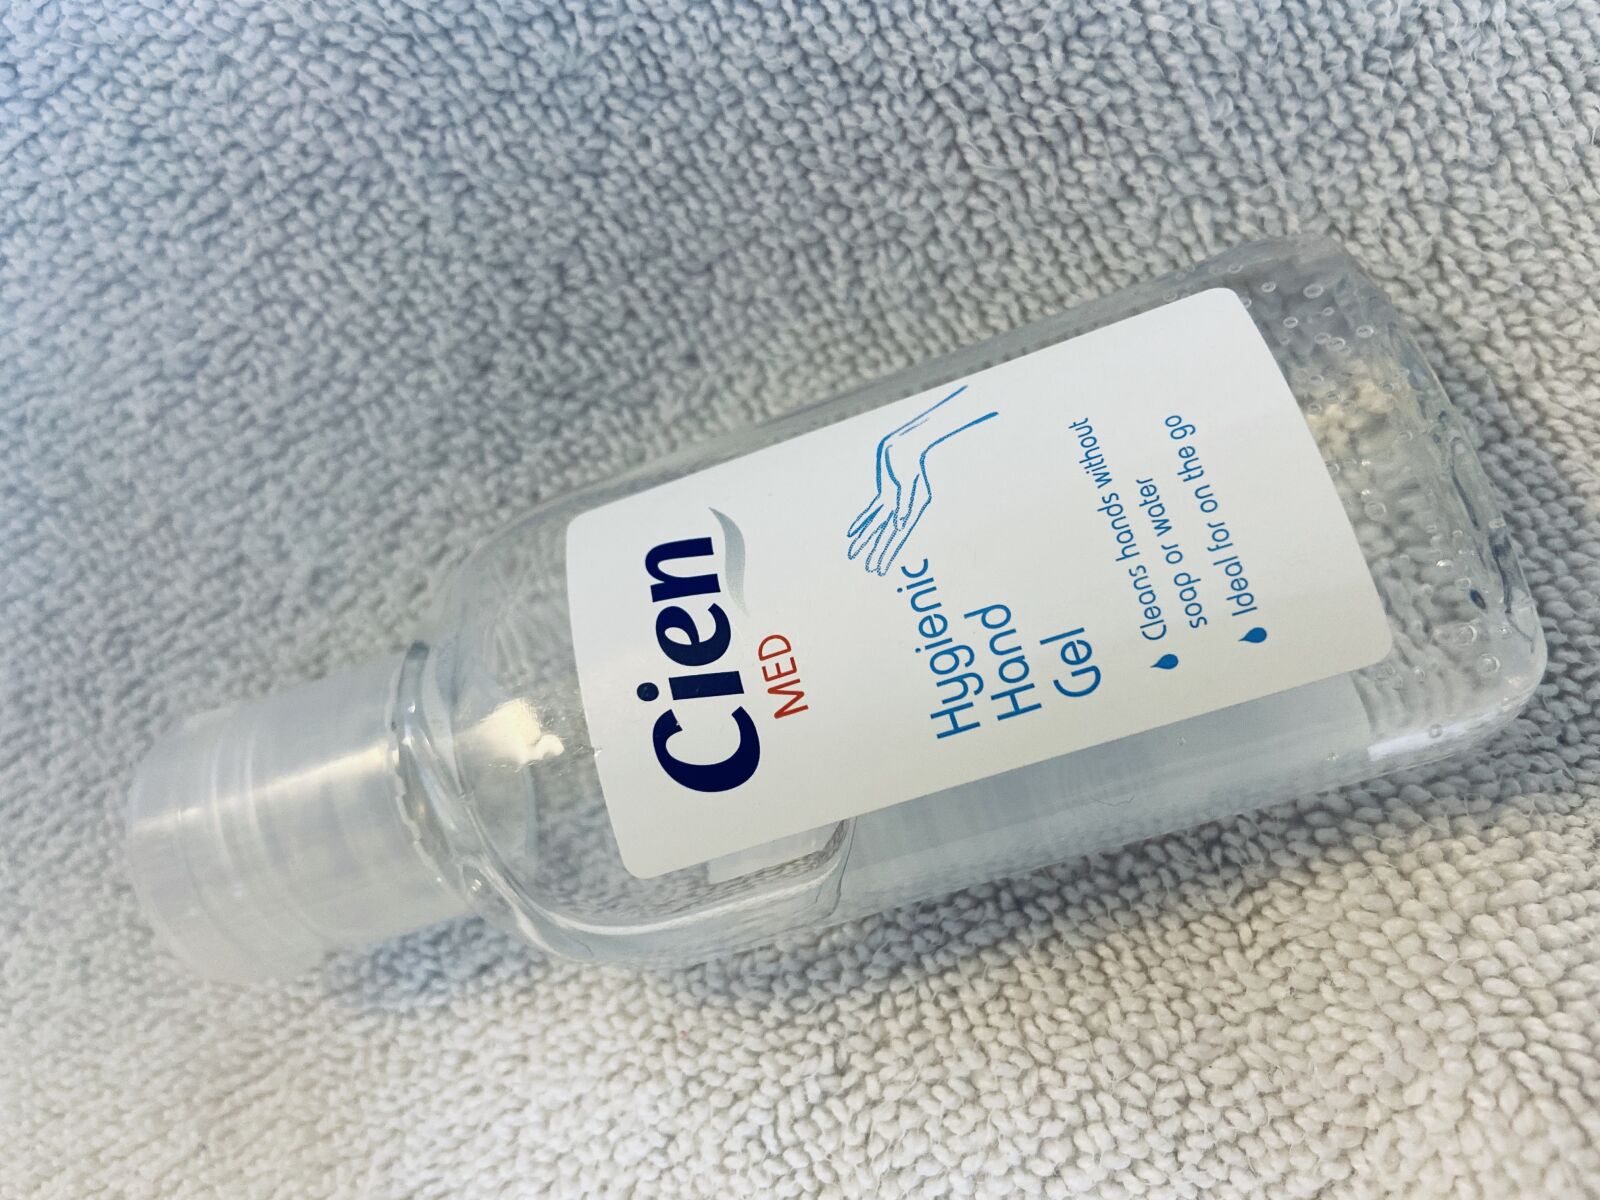 Cien
MED
Hygienic
Hand
Gel
Cleans hands without
soap or water
Ideal for on the go